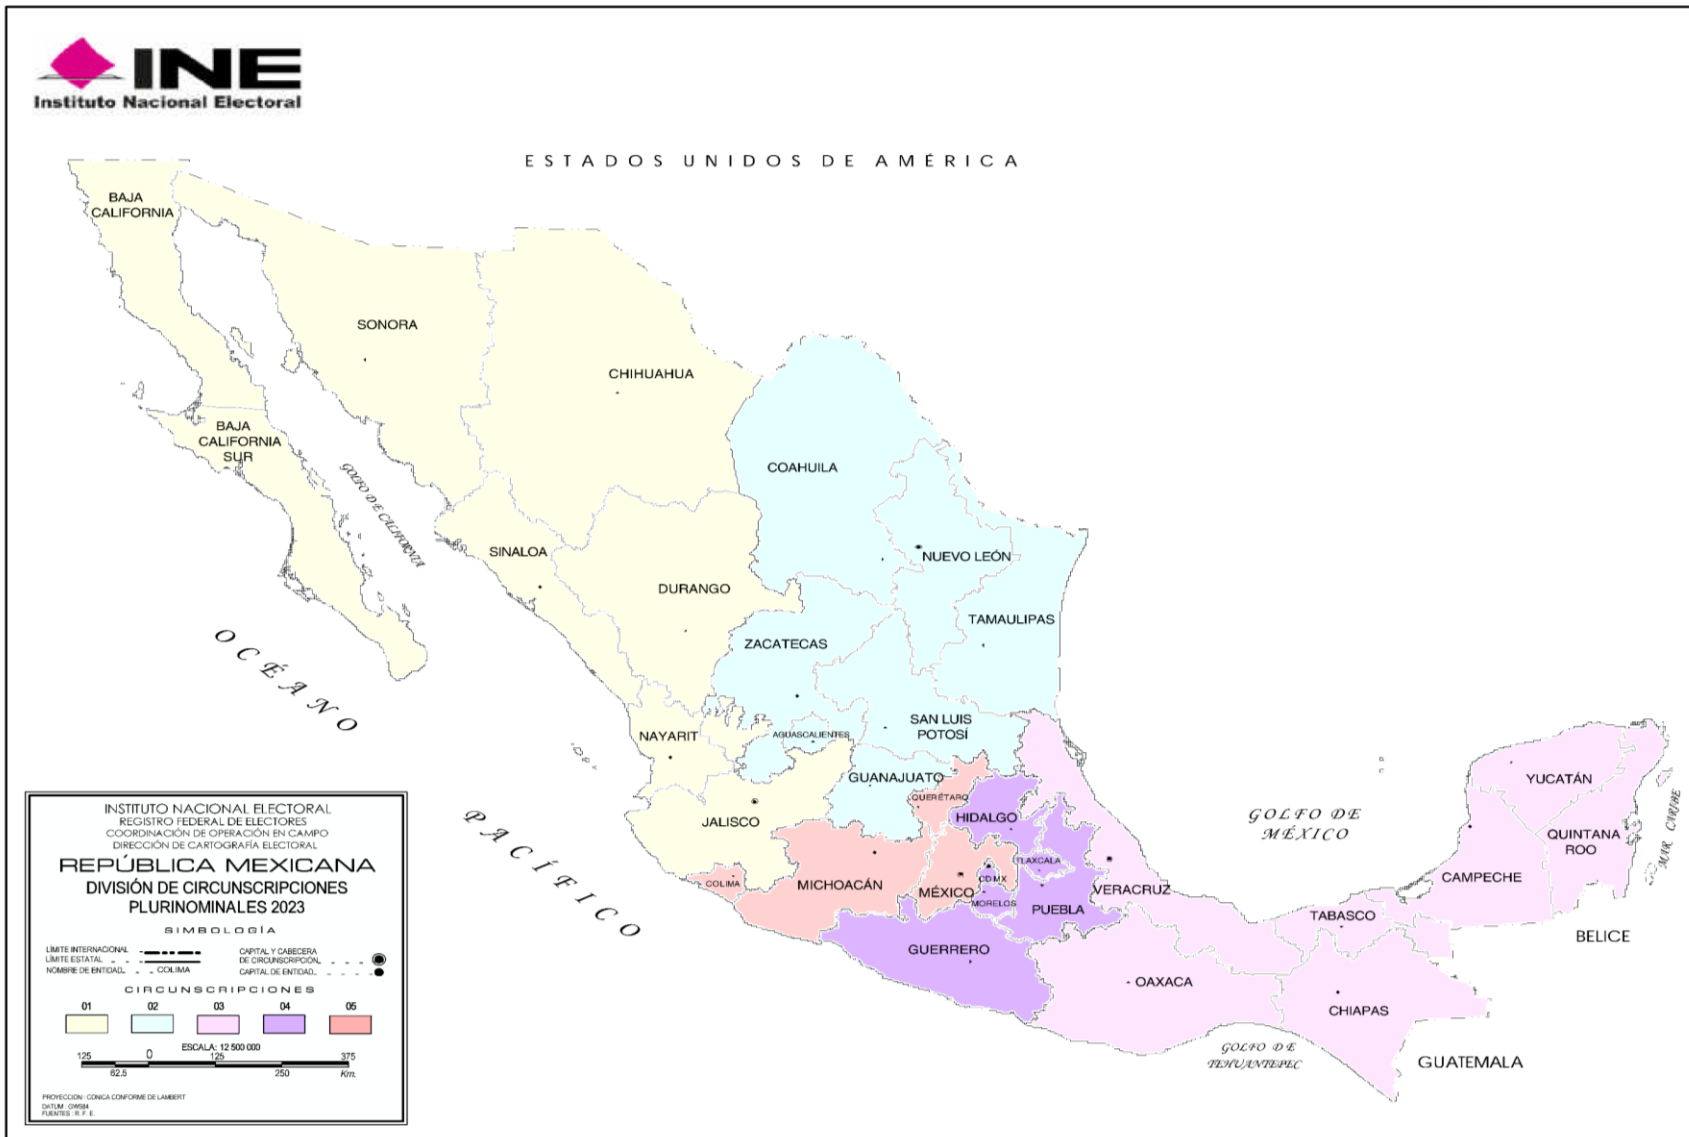 INE
Instituto Nacional Electoral
ESTADOS UNIDOS DE AMÉRICA
BAJA
CALIFORNIA
SONORA
CHIHUAHUA
BAJA
CALIFORNIA
SUR
GOLFO DE CALIFORNIA
COAHUILA
SINALOA
NUEVO LEÓN
DURANGO
TAMAULIPAS
ZACATECAS
OCÉANO
PACÍFICO
NAYARIT
AGUASCALIENTES
SAN LUIS
POTOSÍ
GUANAJUATO
QUERÉTARO
HIDALGO
JALISCO
COLIMA
MICHOACÁN
MÉXICO
CDMX
TLAXCALA
MORELOS
PUEBLA
VERACRUZ
GUERRERO
OAXACA
TABASCO
CHIAPAS
CAMPECHE
YUCATÁN
QUINTANA
ROO
GOLFO DE
MÉXICO
MAR CARIBE
BELICE
GUATEMALA
GOLFO DE
TEHUANTEPEC
INSTITUTO NACIONAL ELECTORAL
REGISTRO FEDERAL DE ELECTORES
COORDINACIÓN DE OPERACIÓN EN CAMPO
DIRECCIÓN DE CARTOGRAFÍA ELECTORAL
REPÚBLICA MEXICANA
DIVISIÓN DE CIRCUNSCRIPCIONES
PLURINOMINALES 2023
SIMBOLOGÍA
LÍMITE INTERNACIONAL
LÍMITE ESTATAL
NOMBRE DE ENTIDAD COLIMA
CAPITAL Y CABECERA
DE CIRCUNSCRIPCIÓN
CAPITAL DE ENTIDAD
CIRCUNSCRIPCIONES
01 02 03 04 05
ESCALA: 12 500 000
125 0 125 375
62.5 250 Km.
PROYECCIÓN : CÓNICA CONFORME DE LAMBERT
FUENTES : R. F. E.